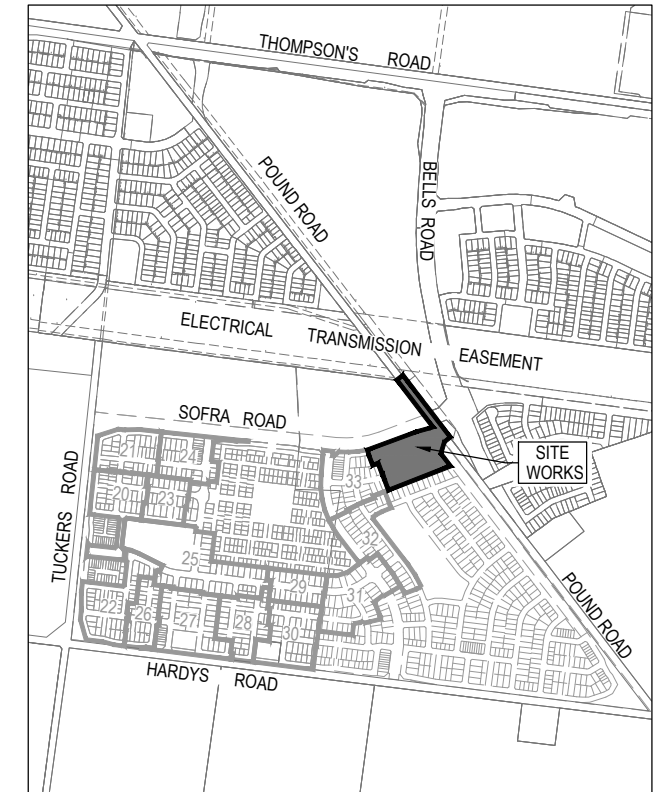 THOMPSON'S ROAD
POUND ROAD
BELLS ROAD
ELECTRICAL TRANSMISSION EASEMENT
SOFRA ROAD
TUCKERS ROAD
SITE
WORKS
21
24
20
23
33
32
25
29
31
22
26
27
28
30
POUND ROAD
HARDYS ROAD